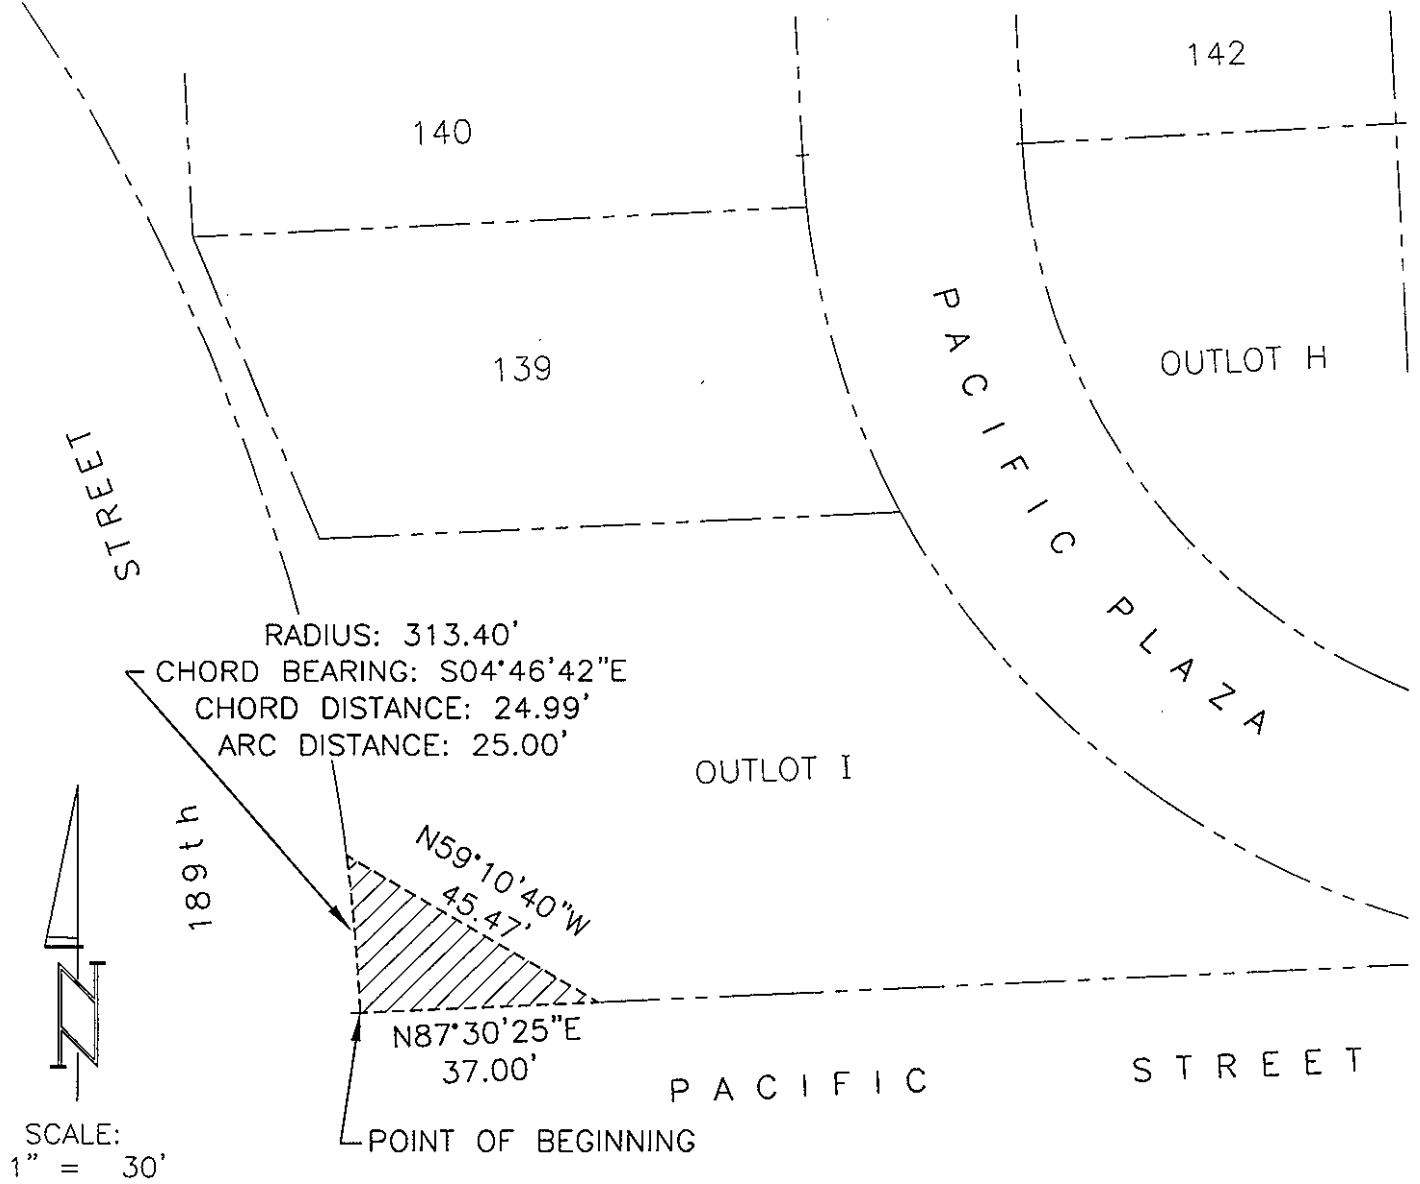 142
140
PACIFIC PLAZA
OUTLOT H
139
STREET
RADIUS: 313.40'
CHORD BEARING: S04°46'42"E
CHORD DISTANCE: 24.99'
ARC DISTANCE: 25.00'
OUTLOT I
189th
N59°10'40"W
45.47'
N87°30'25"E
37.00'
PACIFIC STREET
POINT OF BEGINNING
N
SCALE:
1" = 30'